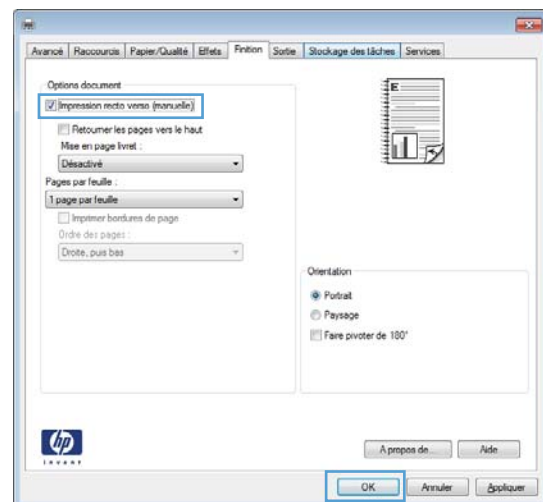 Avancé Raccourcis Papier/Qualité Effets Finition Sortie Stockage des tâches Services
Options document
Impression recto verso (manuelle)
Retourner les pages vers le haut
Mise en page livret :
Désactivé
Pages par feuille :
1 page par feuille
Imprimer bordures de page
Ordre des pages :
Droite, puis bas
E
Orientation
Portrait
Paysage
Faire pivoter de 180°
hp
invent
A propos de...
Aide
OK
Annuler
Appliquer